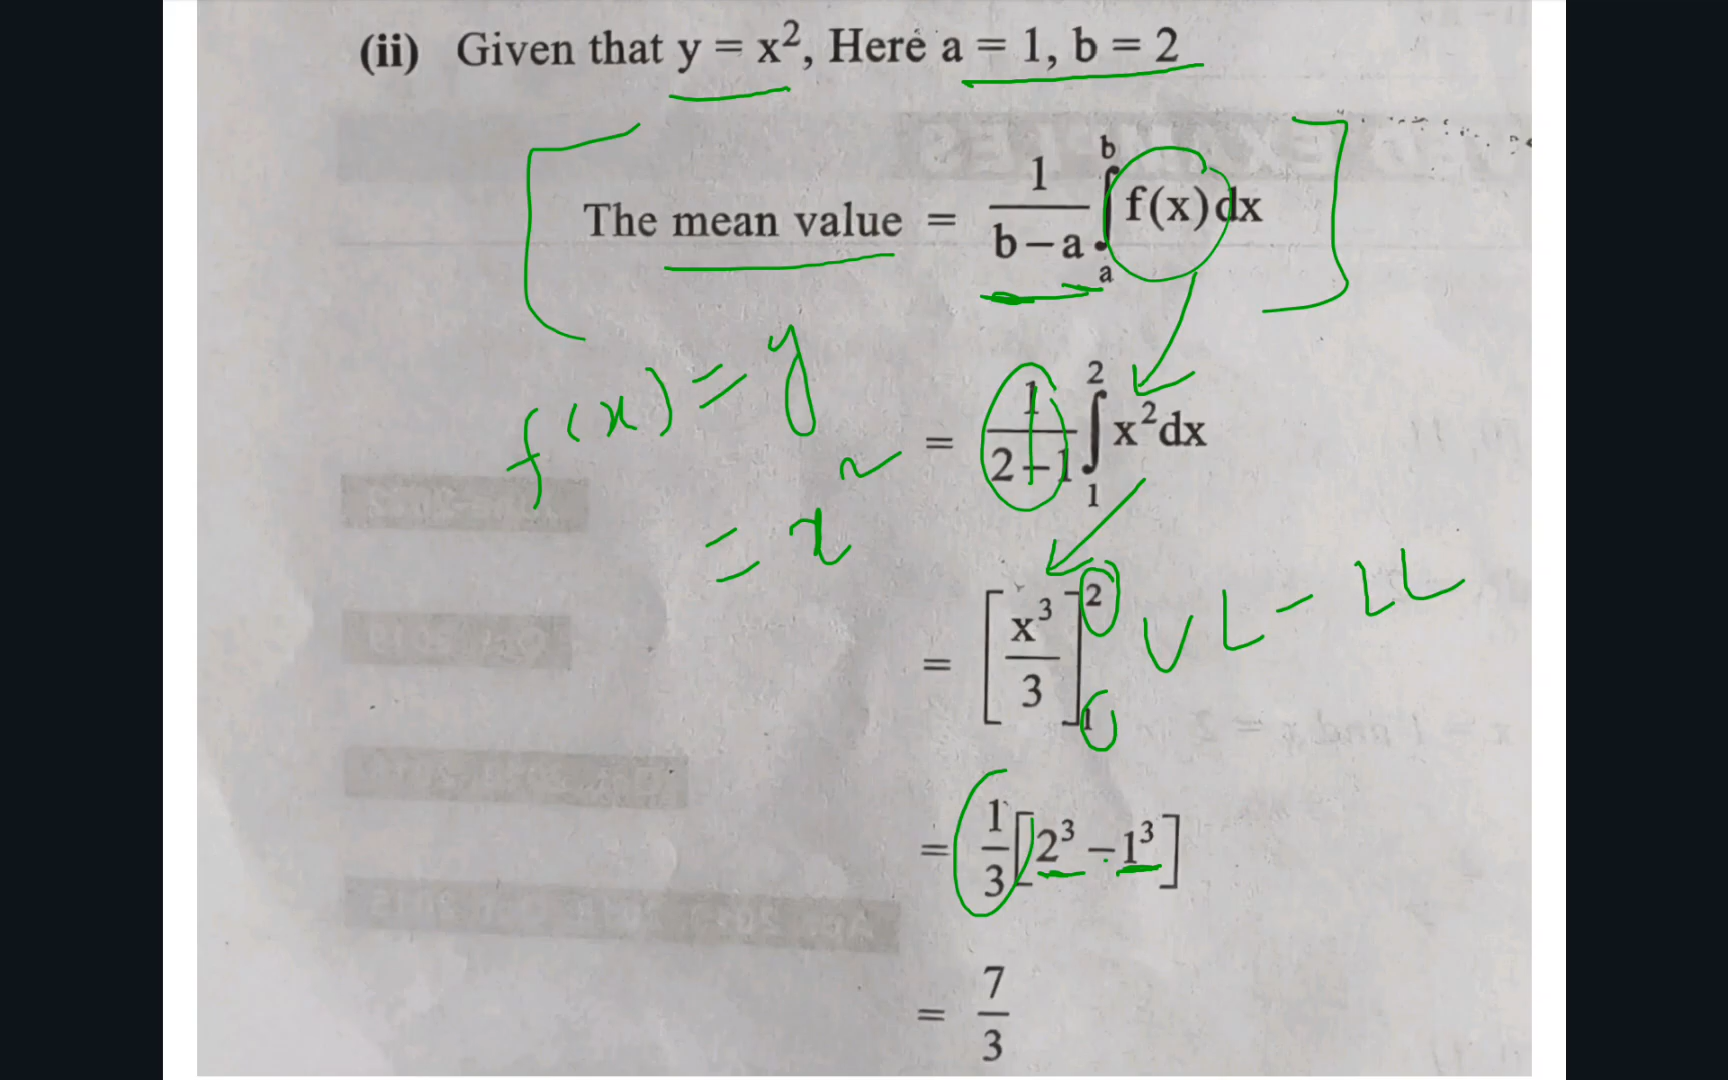 (ii) Given that y = x², Here a = 1, b = 2
The mean value = 1/(b−a) ∫ₐᵇ f(x)dx
f(x) = y
= x²
= 1/(2−1) ∫₁² x²dx
= [x³/3]₁² UL − LL
= 1/3 [2³ − 1³]
= 7/3